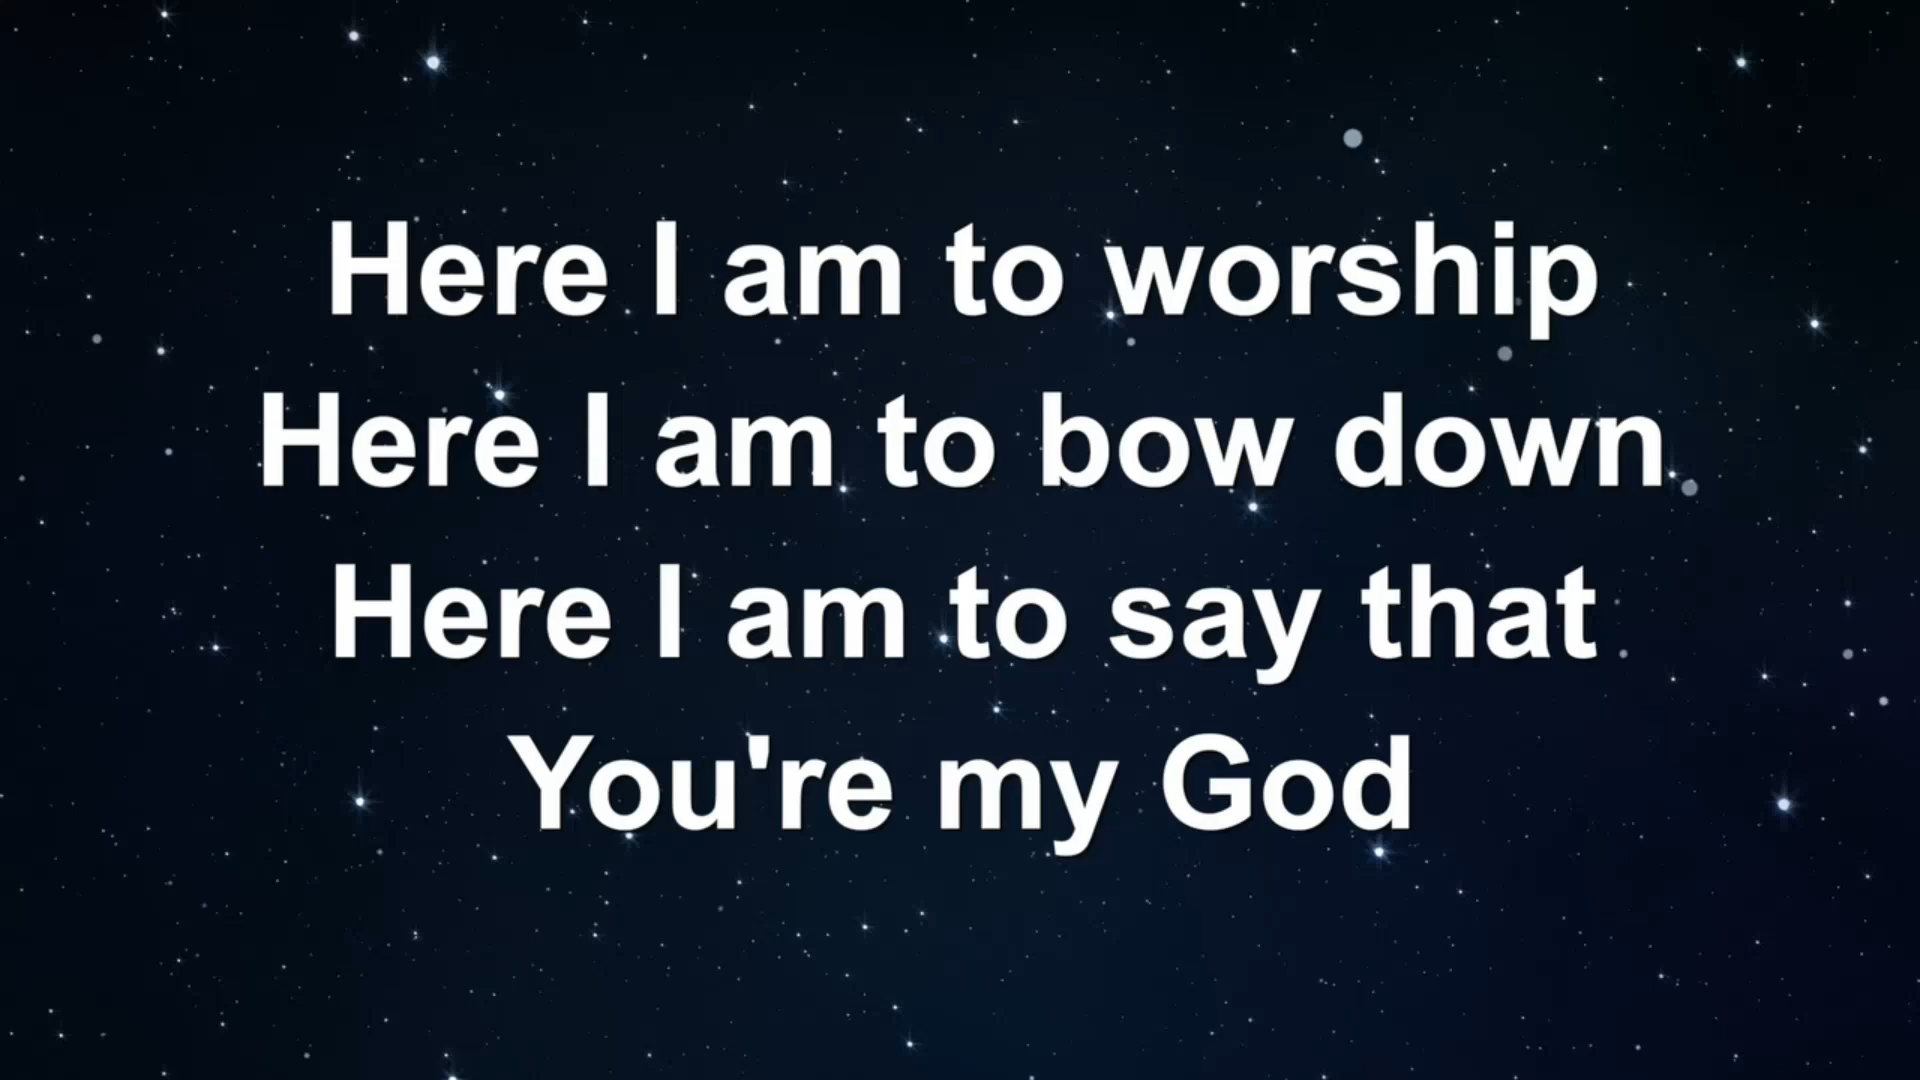 Here I am to worship
Here I am to bow down
Here I am to say that
You're my God